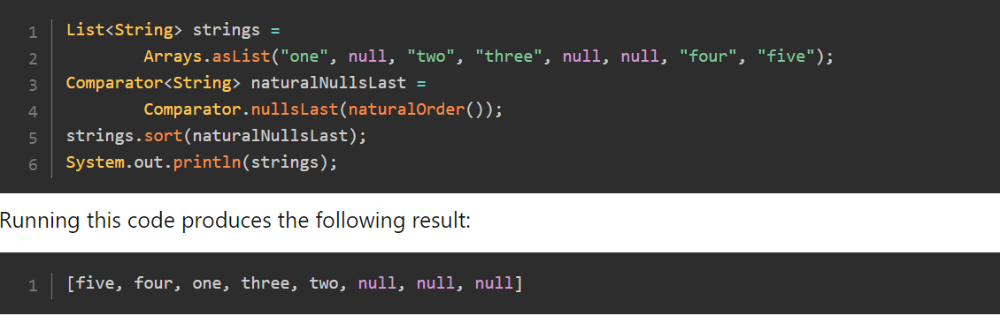 1 List<String> strings =
2         Arrays.asList("one", null, "two", "three", null, null, "four", "five");
3 Comparator<String> naturalNullsLast =
4         Comparator.nullsLast(naturalOrder());
5 strings.sort(naturalNullsLast);
6 System.out.println(strings);
Running this code produces the following result:
1 [five, four, one, three, two, null, null, null]